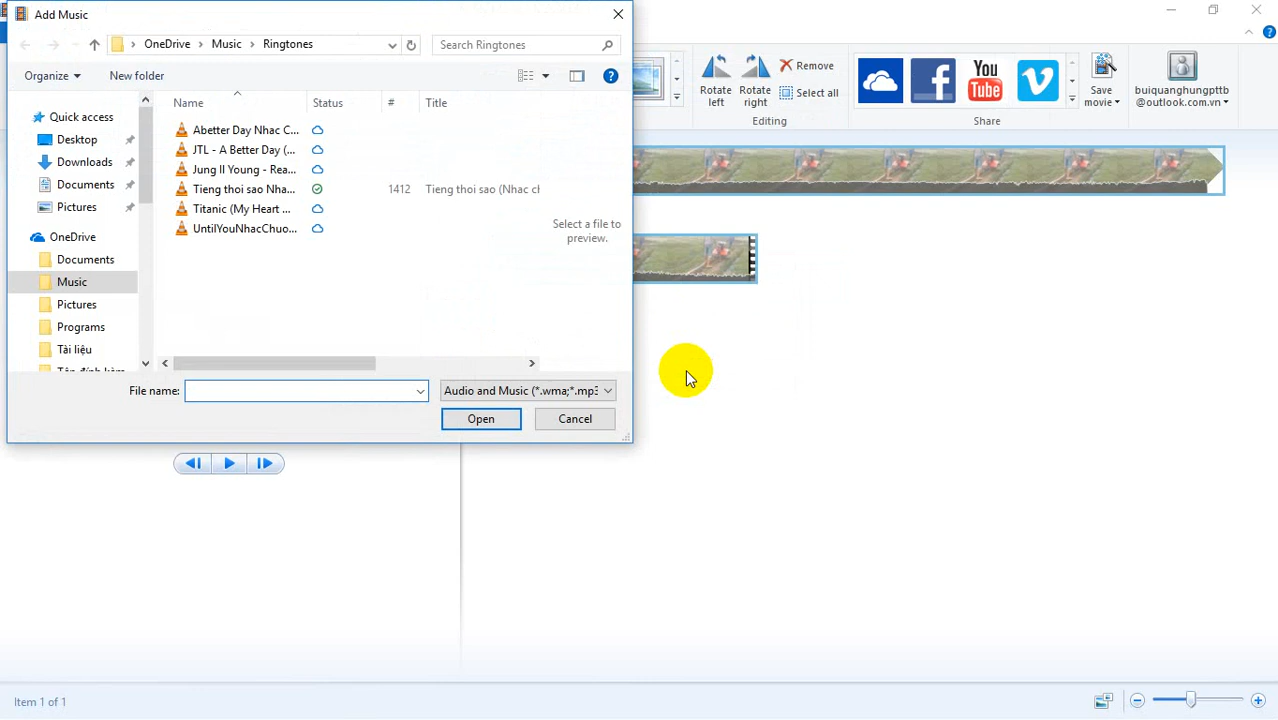 Add Music
OneDrive > Music > Ringtones
Search Ringtones
Organize
New folder
Name
Status
#
Title
Quick access
Desktop
Downloads
Documents
Pictures
OneDrive
Documents
Music
Pictures
Programs
Tài liệu
Abetter Day Nhac C...
JTL - A Better Day (...
Jung Il Young - Rea...
Tieng thoi sao Nha...
1412
Tieng thoi sao (Nhac ch
Titanic (My Heart ...
UntilYouNhacChuo...
Select a file to
preview.
File name:
Audio and Music (*.wma;*.mp3
Open
Cancel
Rotate
left
Rotate
right
Remove
Select all
Editing
You
Tube
Share
Save
movie
buiquanghungpttb
@outlook.com.vn
Item 1 of 1